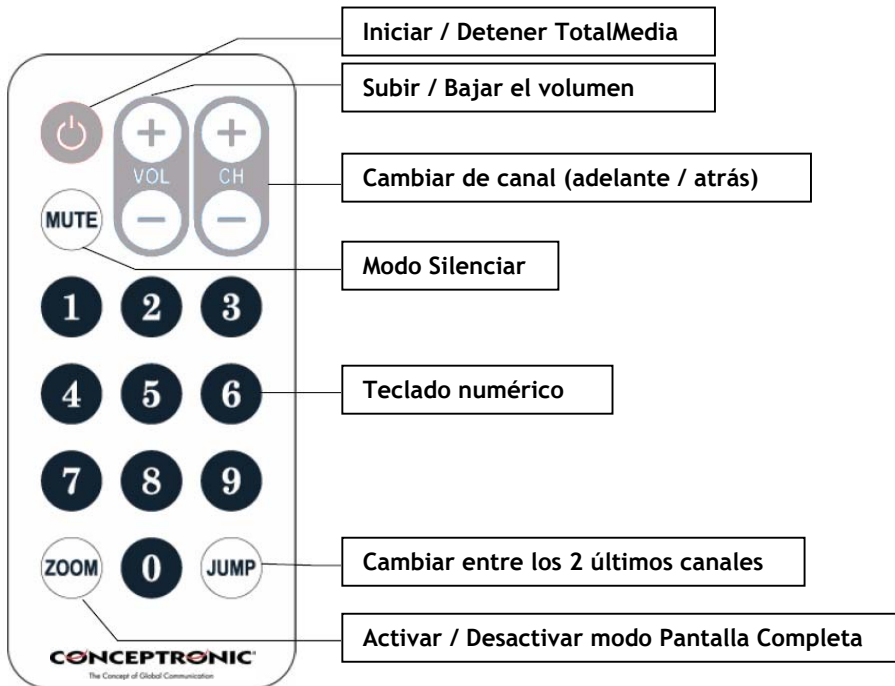 Iniciar / Detener TotalMedia
Subir / Bajar el volumen
+ +
VOL CH
Cambiar de canal (adelante / atrás)
MUTE
- -
Modo Silenciar
1 2 3
4 5 6
Teclado numérico
7 8 9
ZOOM 0 JUMP
Cambiar entre los 2 últimos canales
Activar / Desactivar modo Pantalla Completa
CONCEPTRONIC®
The Concept of Global Communication